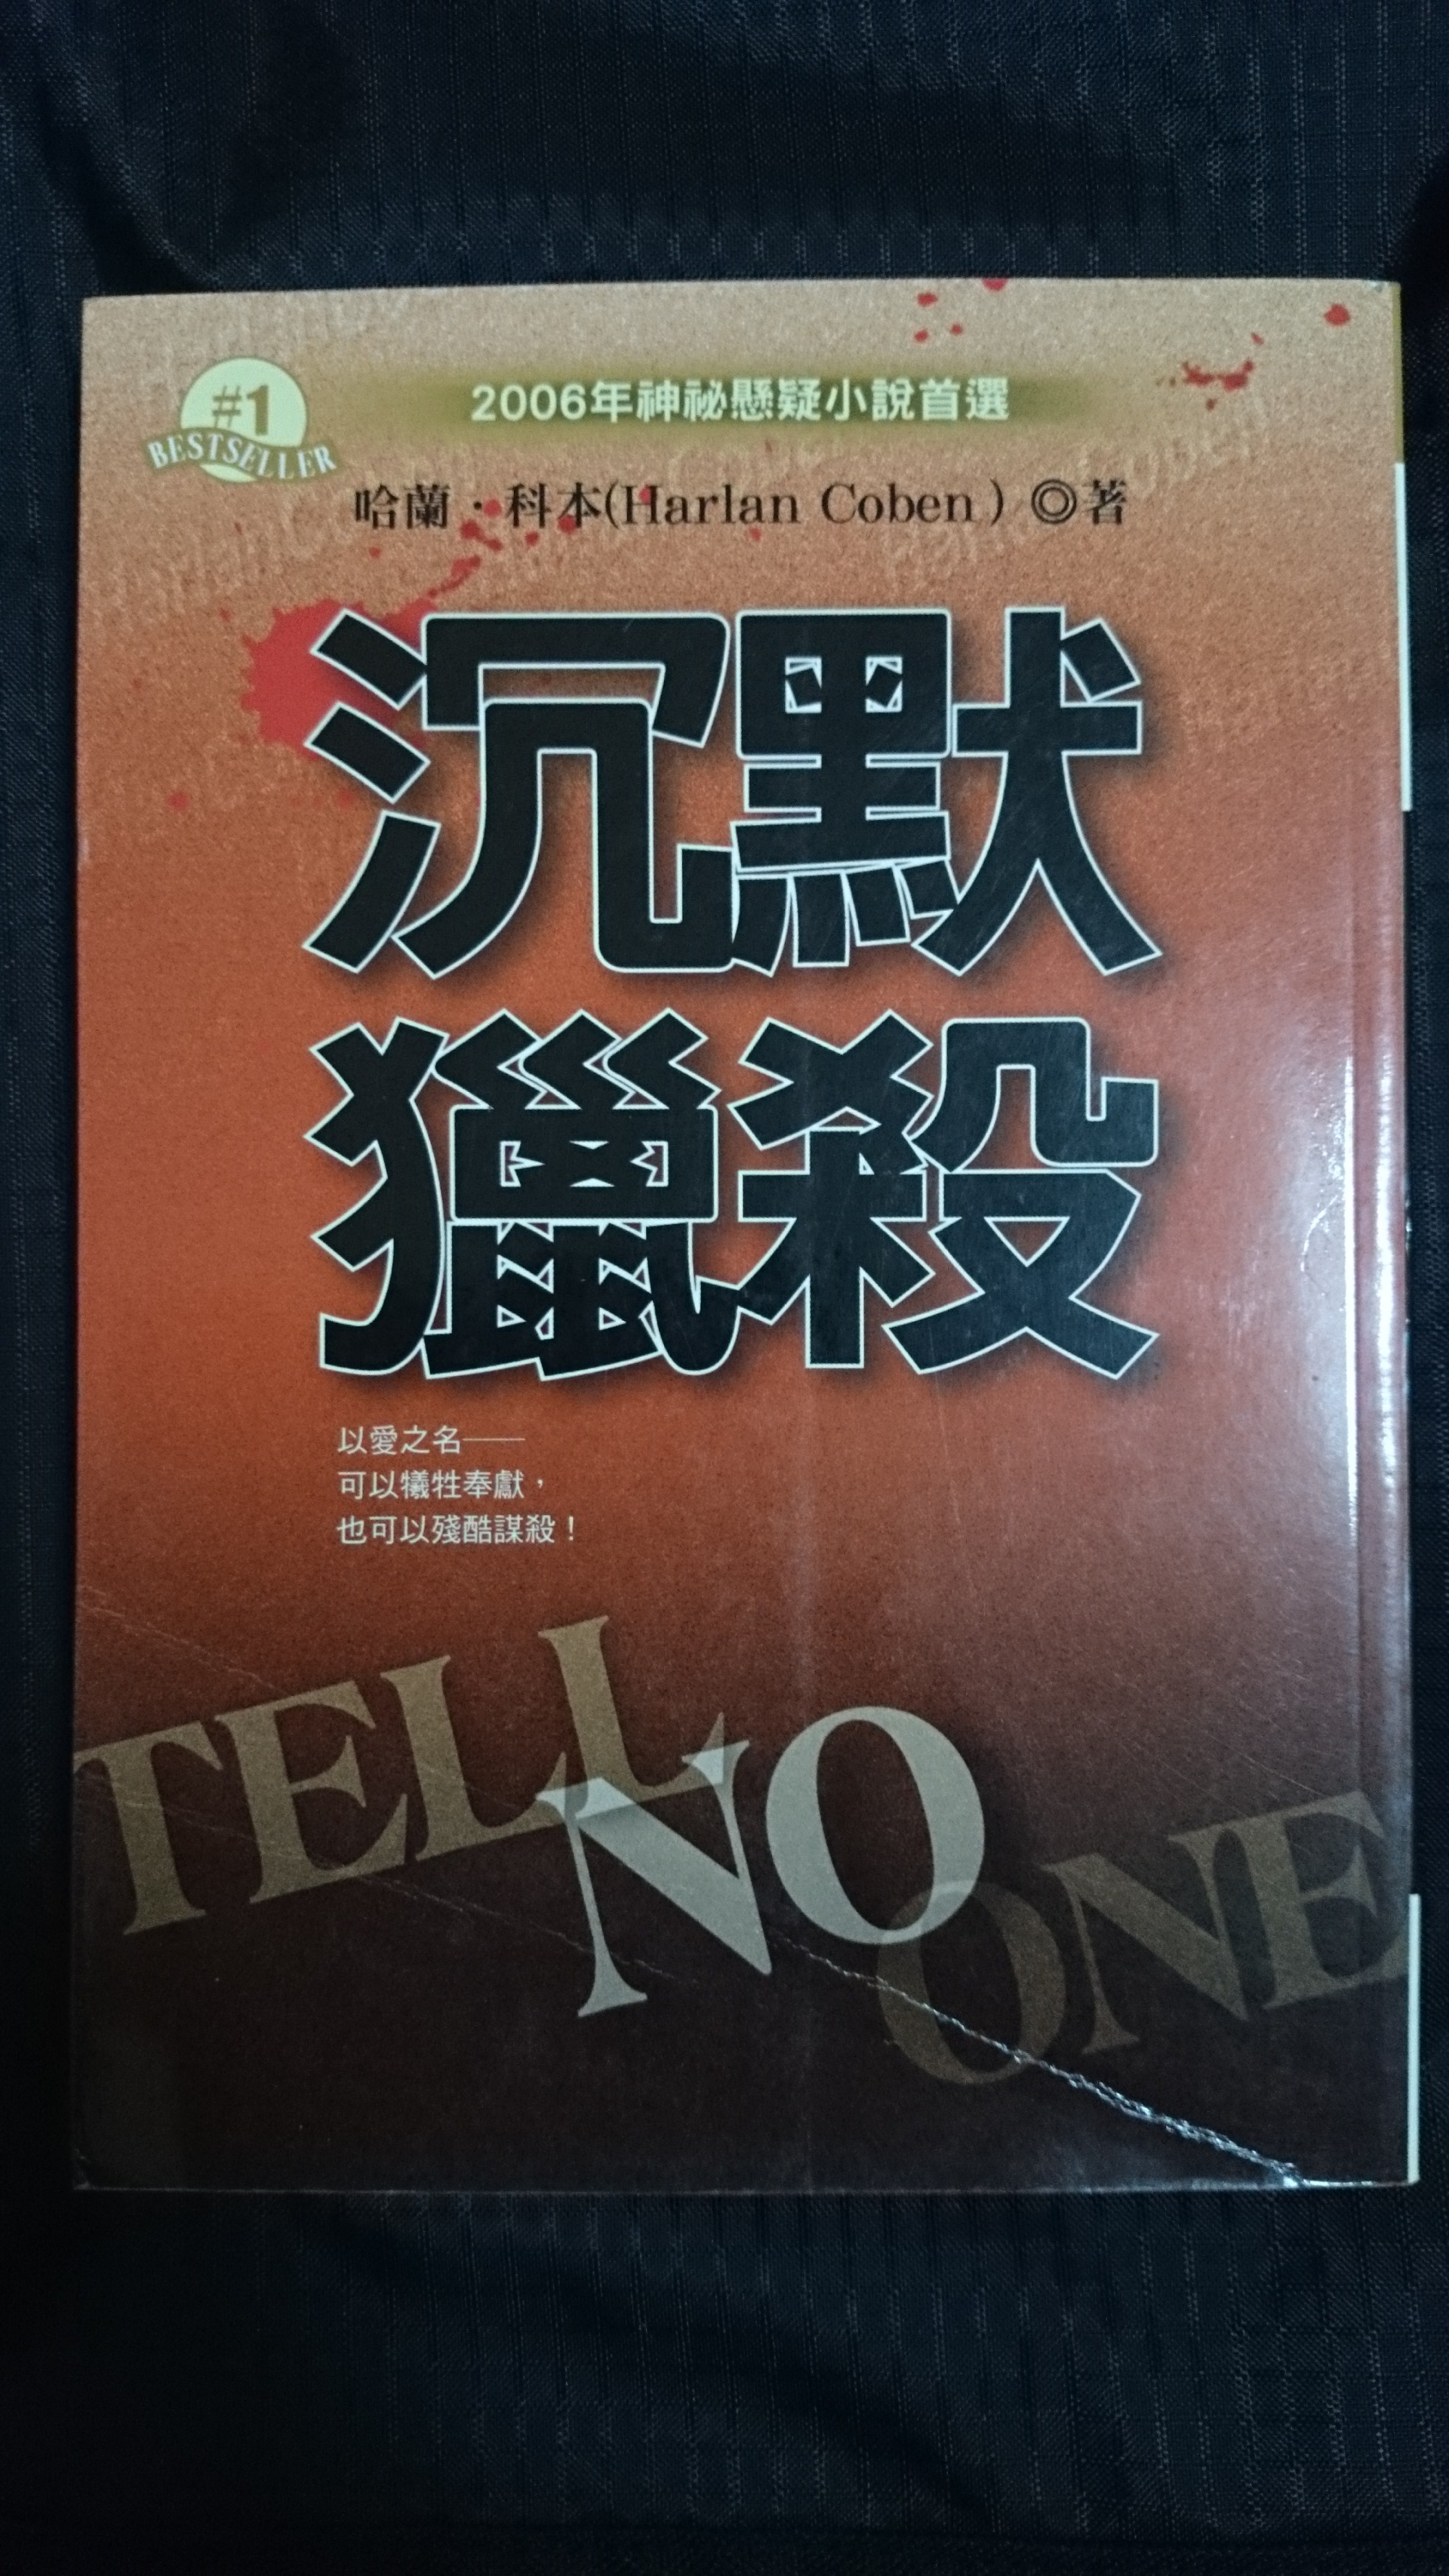 #1
BESTSELLER
2006年神祕懸疑小說首選
哈蘭・科本(Harlan Coben) ◎著
沉默
獵殺
以愛之名──
可以犧牲奉獻，
也可以殘酷謀殺！
TELL
NO
ONE